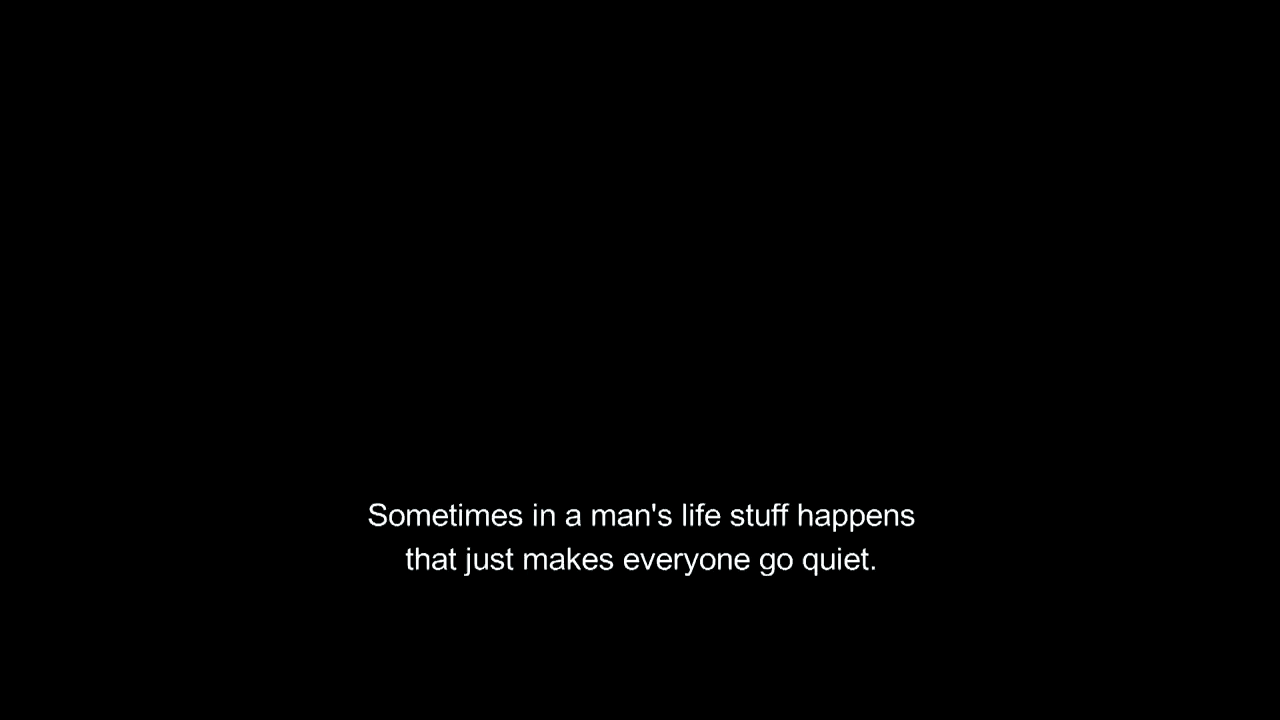 Sometimes in a man's life stuff happens
that just makes everyone go quiet.